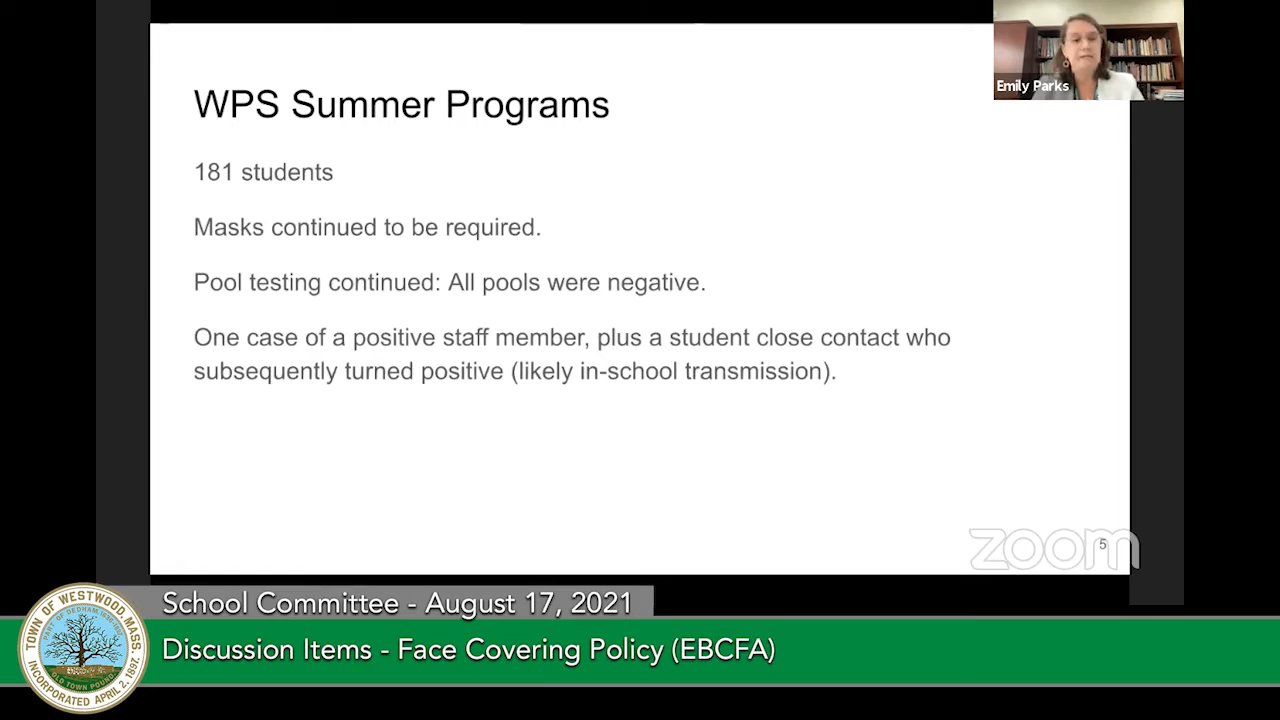 Emily Parks
WPS Summer Programs
181 students
Masks continued to be required.
Pool testing continued: All pools were negative.
One case of a positive staff member, plus a student close contact who
subsequently turned positive (likely in-school transmission).
zoom
5
School Committee - August 17, 2021
Discussion Items - Face Covering Policy (EBCFA)
TOWN OF WESTWOOD, MASS.
OLD TOWN POUND
INCORPORATED APRIL 2, 1897.